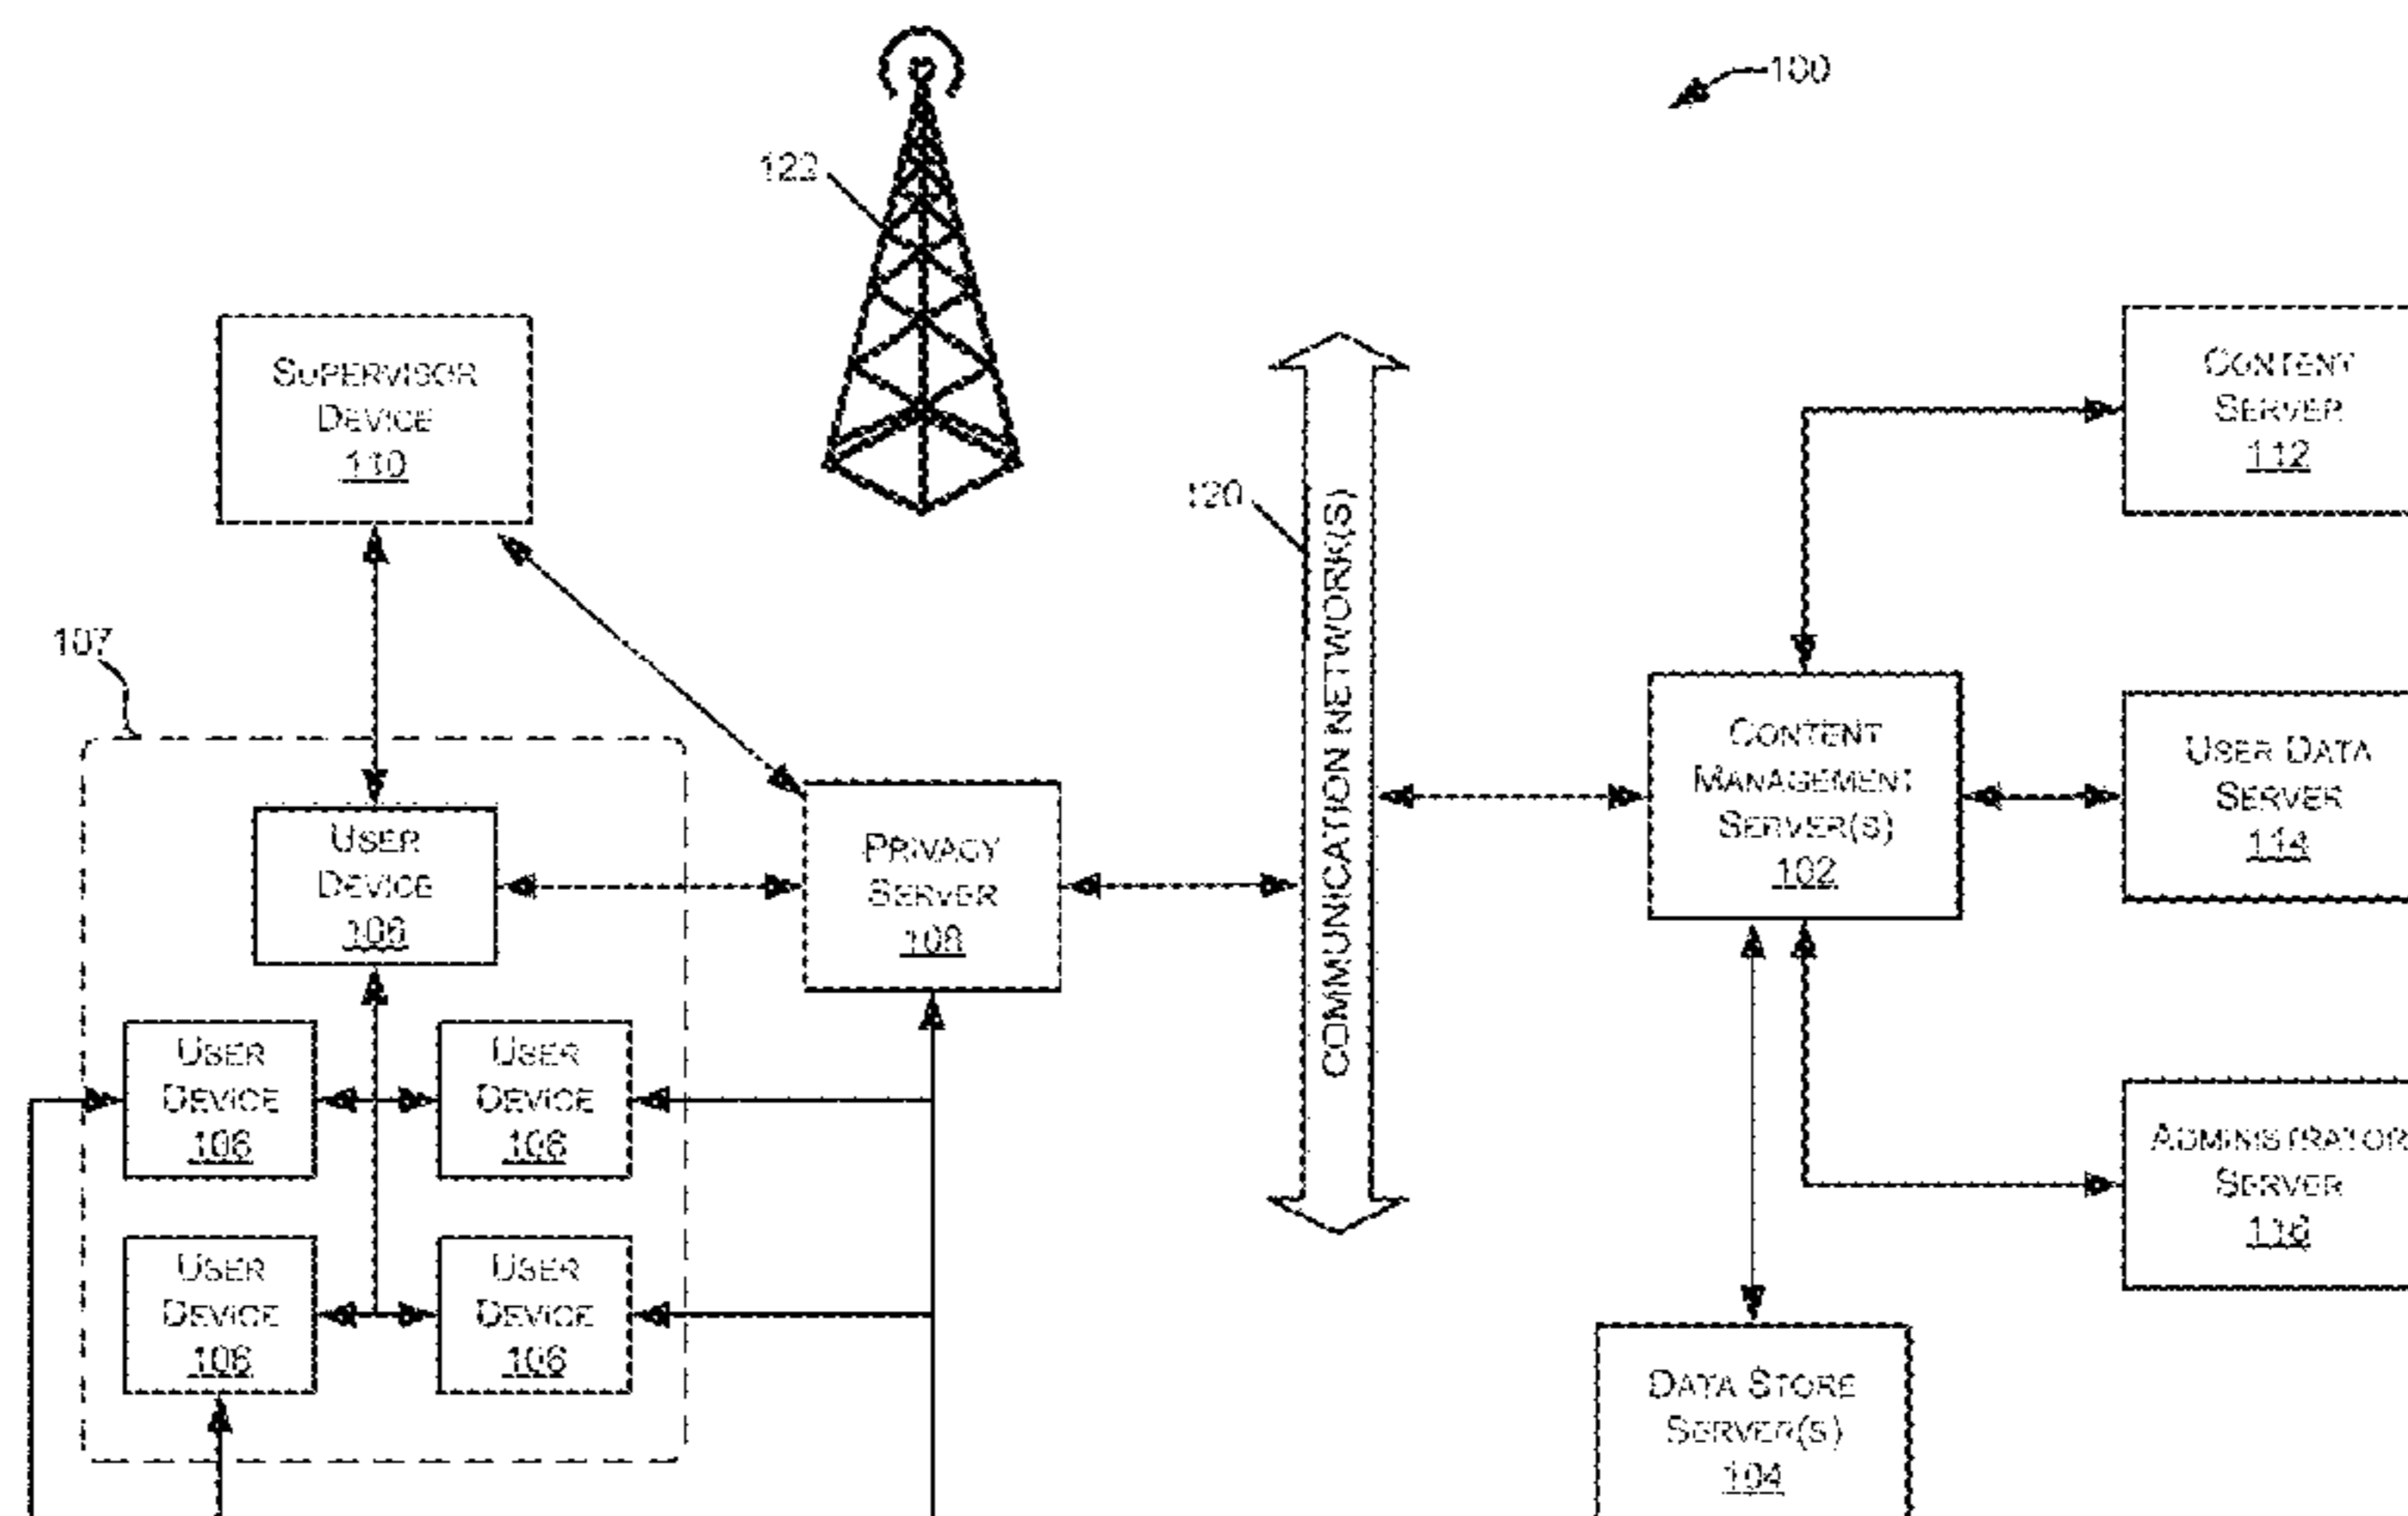 100
122
SUPERVISOR
DEVICE
110
120
COMMUNICATION NETWORK(S)
CONTENT
SERVER
112
107
USER
DEVICE
106
PRIVACY
SERVER
108
CONTENT
MANAGEMENT
SERVER(S)
102
USER DATA
SERVER
114
USER
DEVICE
106
USER
DEVICE
106
ADMINISTRATOR
SERVER
116
USER
DEVICE
106
USER
DEVICE
106
DATA STORE
SERVER(S)
104